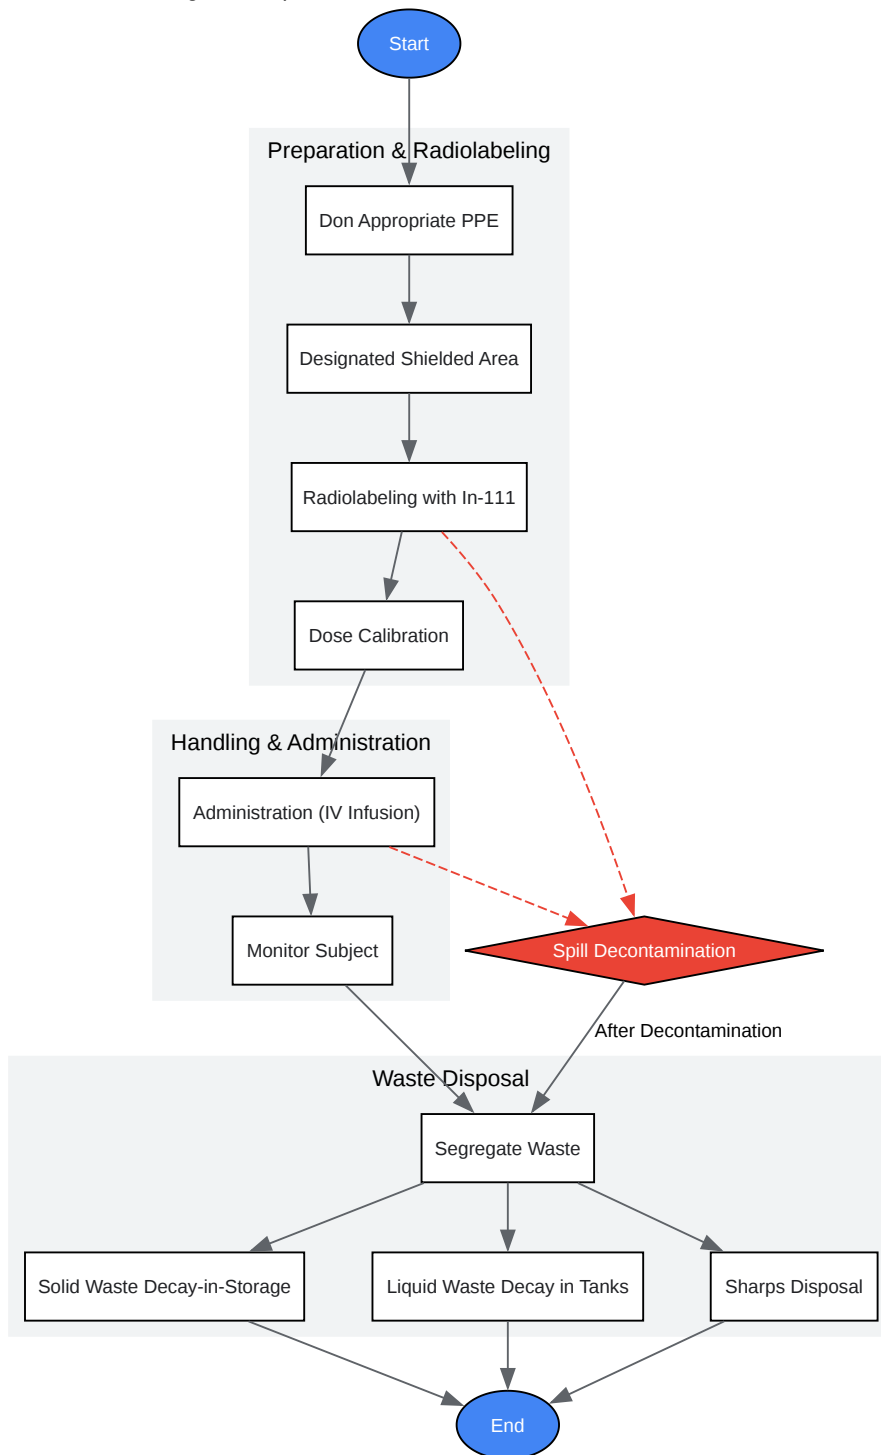 Start
Preparation & Radiolabeling
Don Appropriate PPE
Designated Shielded Area
Radiolabeling with In-111
Dose Calibration
Handling & Administration
Administration (IV Infusion)
Monitor Subject
Spill Decontamination
After Decontamination
Waste Disposal
Segregate Waste
Solid Waste Decay-in-Storage
Liquid Waste Decay in Tanks
Sharps Disposal
End